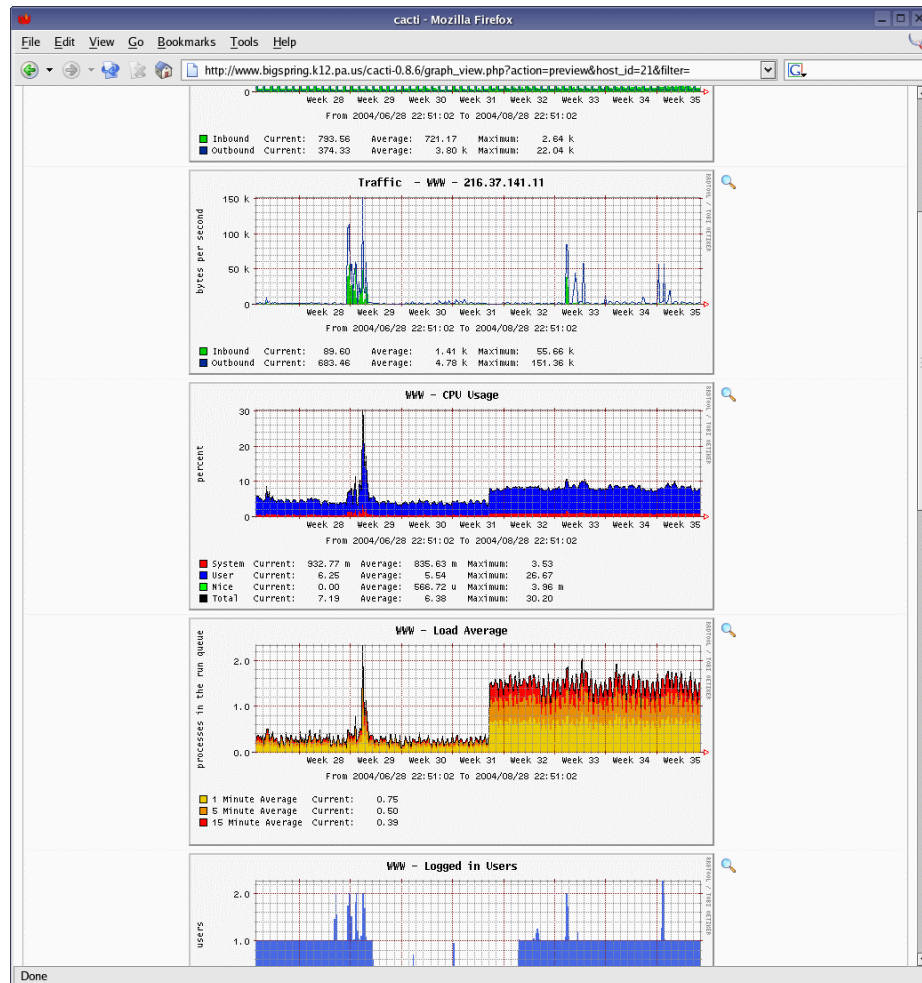 cacti - Mozilla Firefox
File Edit View Go Bookmarks Tools Help
http://www.bigspring.k12.pa.us/cacti-0.8.6/graph_view.php?action=preview&host_id=21&filter=
G
0
Week 28 Week 29 Week 30 Week 31 Week 32 Week 33 Week 34 Week 35
From 2004/06/28 22:51:02 To 2004/08/28 22:51:02
Inbound Current: 793.56 Average: 721.17 Maximum: 2.64 k
Outbound Current: 374.33 Average: 3.80 k Maximum: 22.04 k
Traffic - WWW - 216.37.141.11
RRDTOOL / TOBI OETIKER
bytes per second
150 k
100 k
50 k
0
Week 28 Week 29 Week 30 Week 31 Week 32 Week 33 Week 34 Week 35
From 2004/06/28 22:51:02 To 2004/08/28 22:51:02
Inbound Current: 89.60 Average: 1.41 k Maximum: 55.66 k
Outbound Current: 683.46 Average: 4.78 k Maximum: 151.36 k
WWW - CPU Usage
RRDTOOL / TOBI OETIKER
percent
30
20
10
0
Week 28 Week 29 Week 30 Week 31 Week 32 Week 33 Week 34 Week 35
From 2004/06/28 22:51:02 To 2004/08/28 22:51:02
System Current: 932.77 m Average: 835.63 m Maximum: 3.53
User Current: 6.25 Average: 5.54 Maximum: 26.67
Nice Current: 0.00 Average: 566.72 u Maximum: 3.96 m
Total Current: 7.19 Average: 6.38 Maximum: 30.20
WWW - Load Average
RRDTOOL / TOBI OETIKER
processes in the run queue
2.0
1.0
0.0
Week 28 Week 29 Week 30 Week 31 Week 32 Week 33 Week 34 Week 35
From 2004/06/28 22:51:02 To 2004/08/28 22:51:02
1 Minute Average Current: 0.75
5 Minute Average Current: 0.50
15 Minute Average Current: 0.39
WWW - Logged in Users
RRDTOOL / TOBI OETIKER
users
2.0
1.0
Done